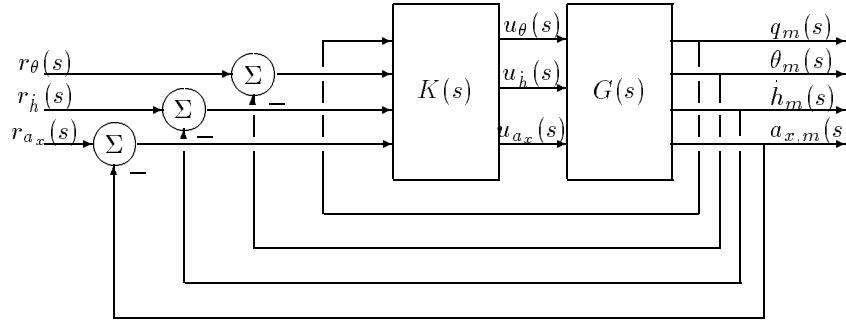 q_m(s)
u_θ(s)
r_θ(s)
Σ
θ_m(s)
K(s)
u_ḣ(s)
G(s)
r_ḣ(s)
Σ
ḣ_m(s)
r_{a_x}(s)
Σ
u_{a_x}(s)
a_{x,m}(s